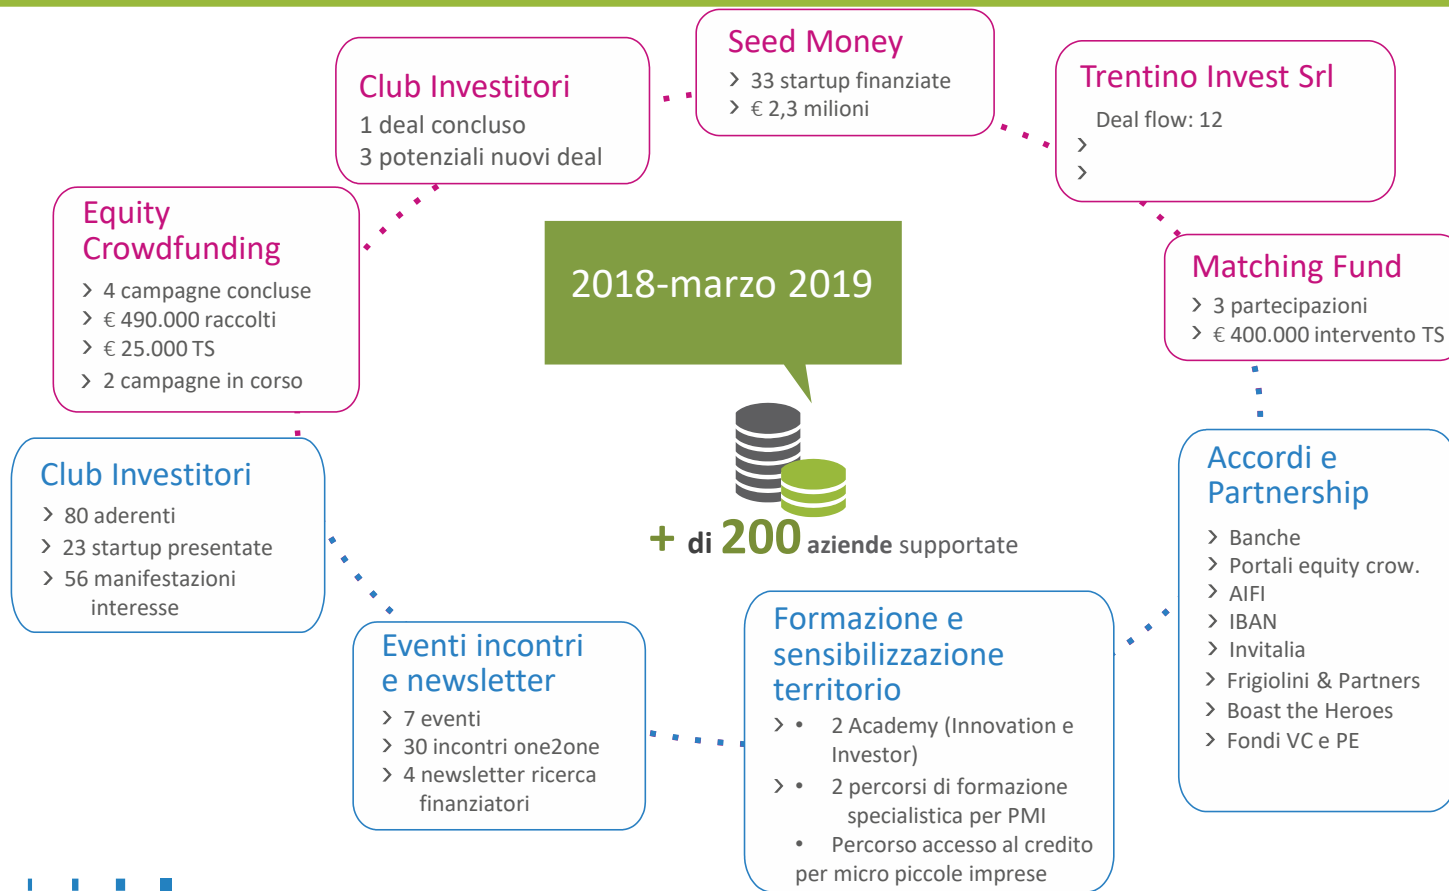 Seed Money
> 33 startup finanziate
> € 2,3 milioni
Club Investitori
1 deal concluso
3 potenziali nuovi deal
Trentino Invest Srl
Deal flow: 12
>
>
Equity
Crowdfunding
> 4 campagne concluse
> € 490.000 raccolti
> € 25.000 TS
> 2 campagne in corso
2018-marzo 2019
Matching Fund
> 3 partecipazioni
> € 400.000 intervento TS
Club Investitori
> 80 aderenti
> 23 startup presentate
> 56 manifestazioni
interesse
+ di 200 aziende supportate
Accordi e
Partnership
> Banche
> Portali equity crow.
> AIFI
> IBAN
> Invitalia
> Frigiolini & Partners
> Boast the Heroes
> Fondi VC e PE
Eventi incontri
e newsletter
> 7 eventi
> 30 incontri one2one
> 4 newsletter ricerca
finanziatori
Formazione e
sensibilizzazione
territorio
> • 2 Academy (Innovation e
Investor)
> • 2 percorsi di formazione
specialistica per PMI
• Percorso accesso al credito
per micro piccole imprese